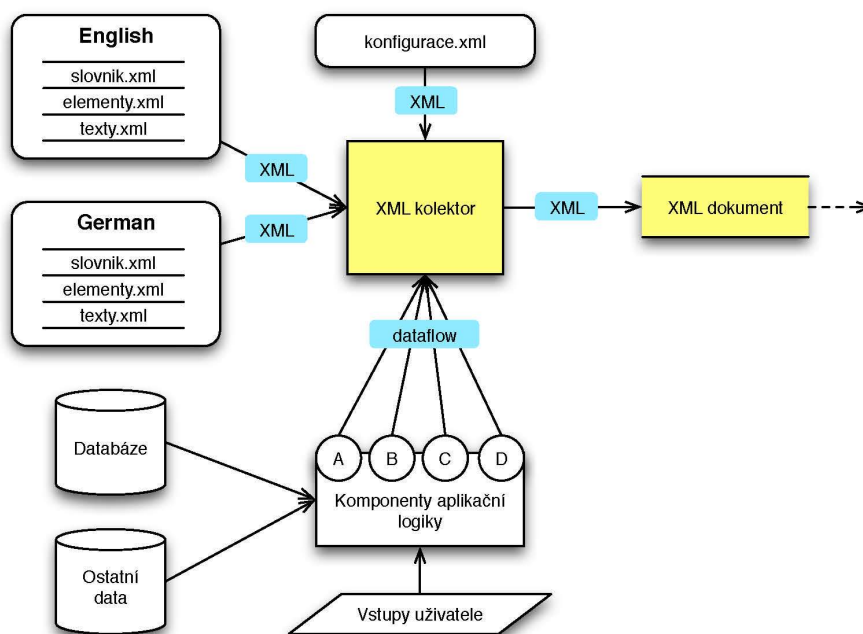 English
slovnik.xml
elementy.xml
texty.xml
konfigurace.xml
XML
XML
XML kolektor
XML
XML dokument
German
XML
slovnik.xml
elementy.xml
texty.xml
dataflow
Databáze
A
B
C
D
Komponenty aplikační
logiky
Ostatní
data
Vstupy uživatele